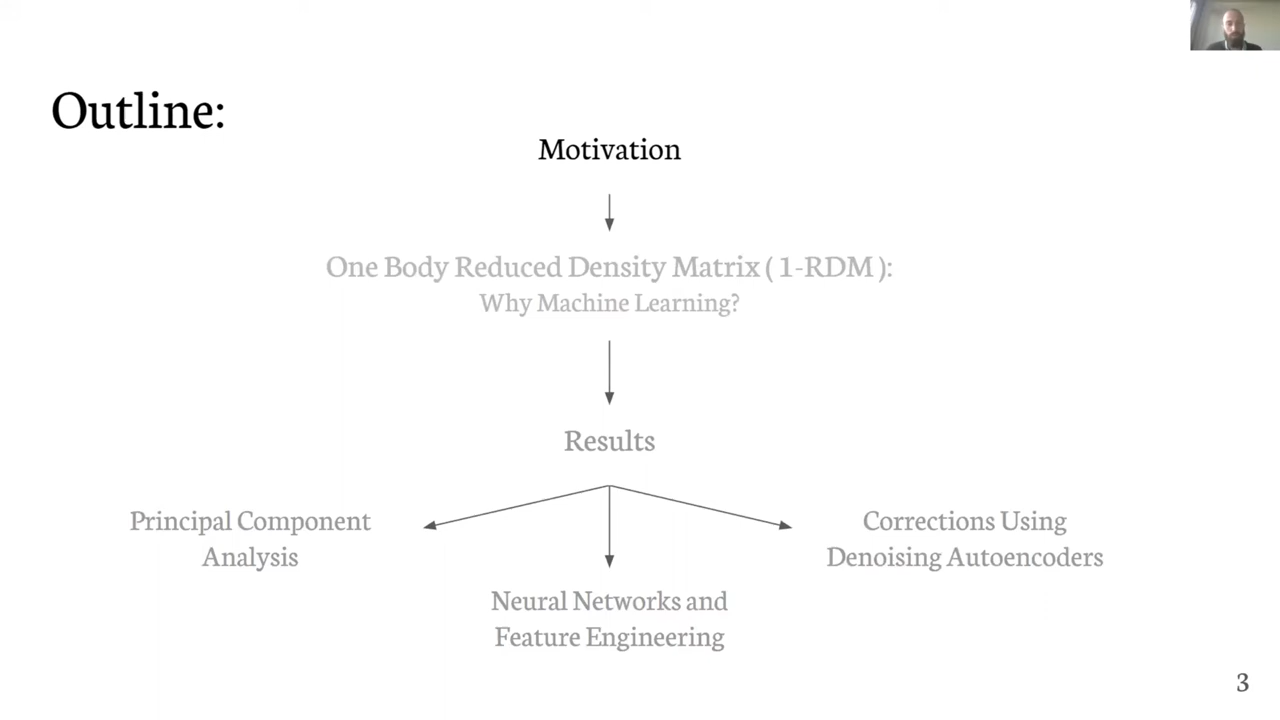 Outline:
Motivation
One Body Reduced Density Matrix ( 1-RDM ):
Why Machine Learning?
Results
Principal Component
Analysis
Neural Networks and
Feature Engineering
Corrections Using
Denoising Autoencoders
3